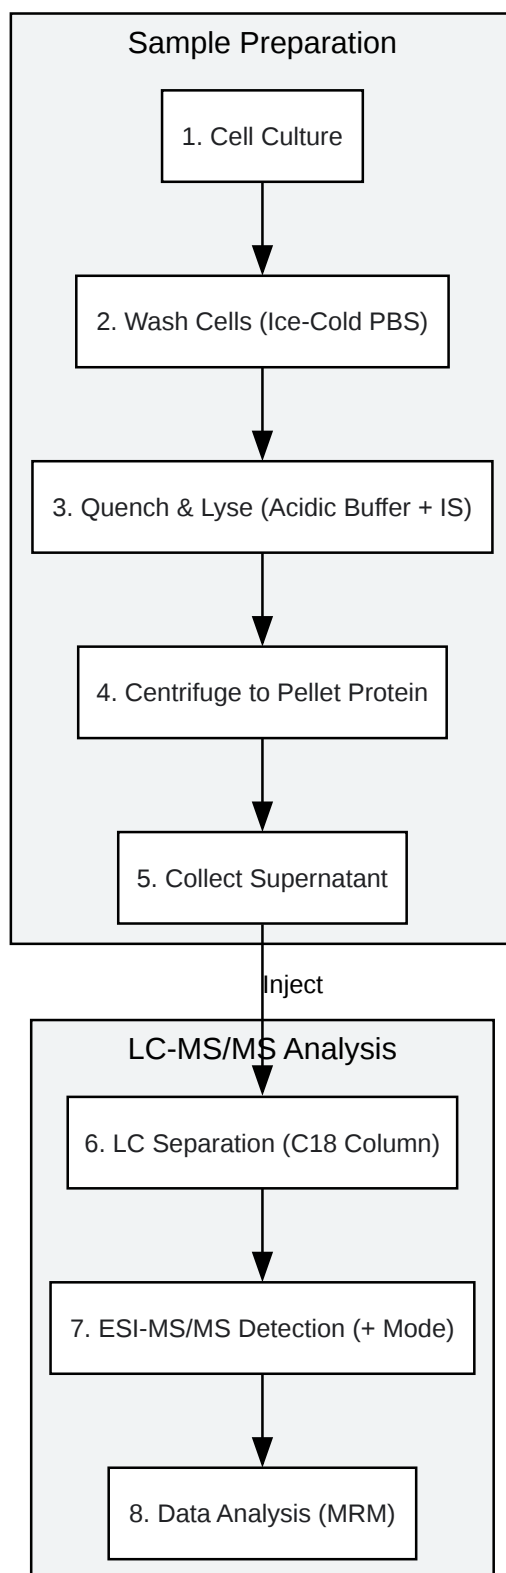 Sample Preparation
1. Cell Culture
2. Wash Cells (Ice-Cold PBS)
3. Quench & Lyse (Acidic Buffer + IS)
4. Centrifuge to Pellet Protein
5. Collect Supernatant
Inject
LC-MS/MS Analysis
6. LC Separation (C18 Column)
7. ESI-MS/MS Detection (+ Mode)
8. Data Analysis (MRM)